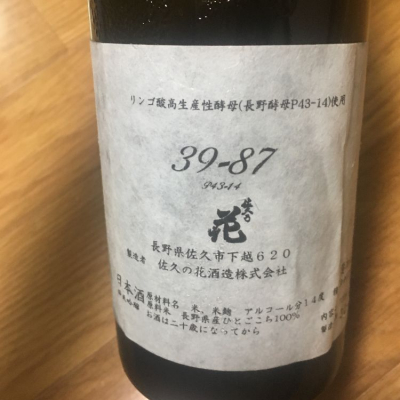 リンゴ酸高生産性酵母(長野酵母P43-14)使用
39-87
P43-14
佐久の
花
長野県佐久市下越620
製造者
佐久の花酒造株式会社
日本酒
原材料名 米、米麹 アルコール分14度
原料米 長野県産ひとごこち100%
お酒は二十歳になってから
内容
製造